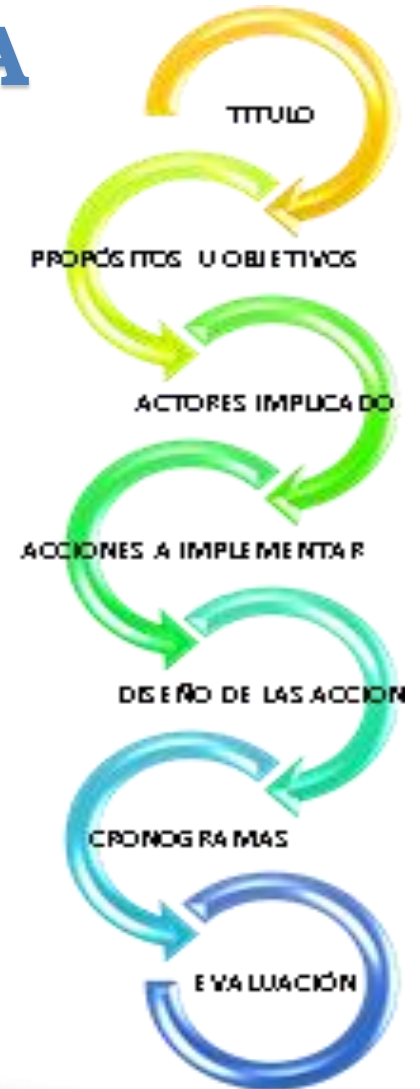 A
TITULO
PROPÓSITOS U OBJETIVOS
ACTORES IMPLICADO
ACCIONES A IMPLEMENTAR
DISEÑO DE LAS ACCION
CRONOGRAMAS
EVALUACIÓN